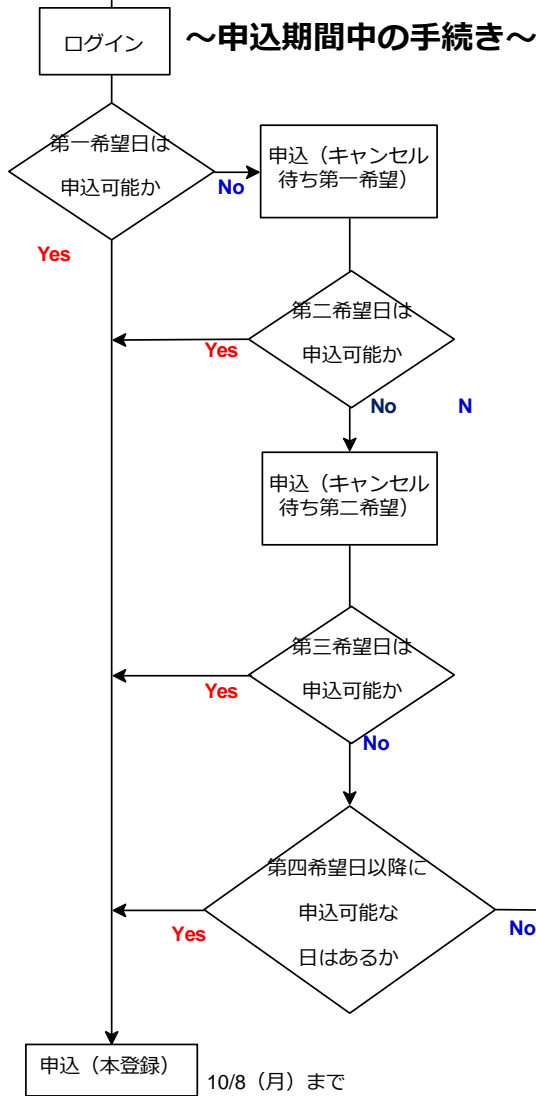 ログイン
～申込期間中の手続き～
第一希望日は
申込可能か
No
申込（キャンセル
待ち第一希望）
Yes
第二希望日は
申込可能か
Yes
No
N
申込（キャンセル
待ち第二希望）
第三希望日は
申込可能か
Yes
No
第四希望日以降に
申込可能な
日はあるか
Yes
No
申込（本登録）
10/8（月）まで